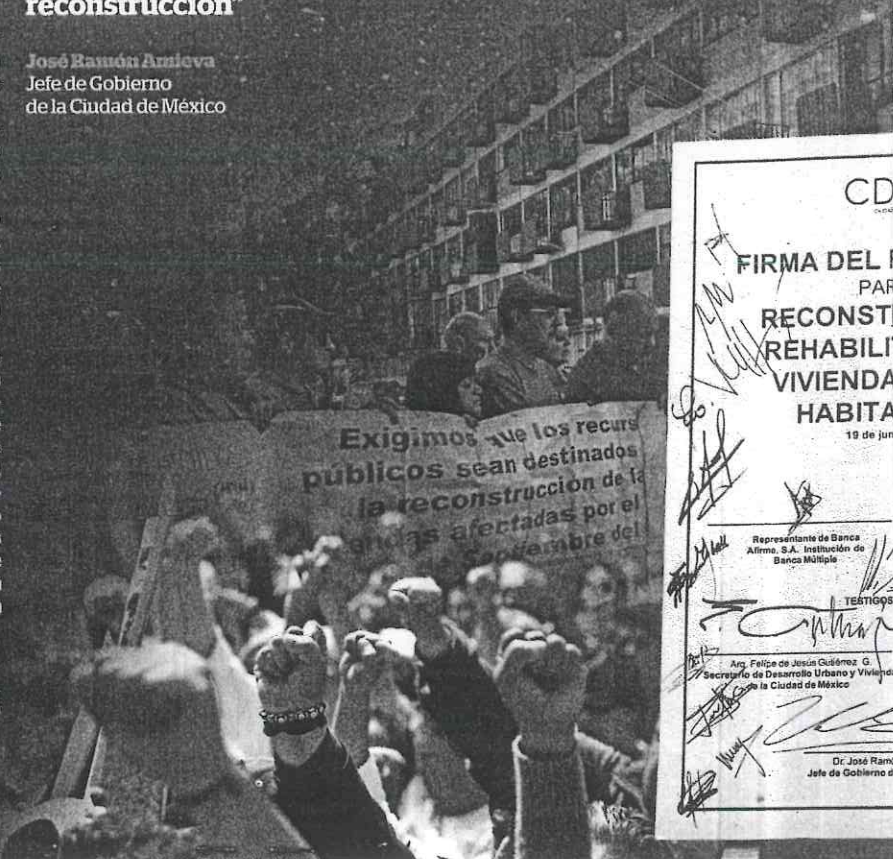 reconstrucción"
José Ramón Amieva
Jefe de Gobierno
de la Ciudad de México
Exigimos que los recurs
públicos sean destinados
la reconstrucción de la
endas afectadas por el
Septiembre del
CD
FIRMA DEL
PAR
RECONST
REHABILI
VIVIENDA
HABITA
19 de jun
Representante de Banca
Afirme, S.A. Institución de
Banca Múltiple
TESTIGOS
Arq. Felipe de Jesús Gutiérrez G.
Secretario de Desarrollo Urbano y Vivienda
de la Ciudad de México
Dr. José Ram
Jefe de Gobierno d